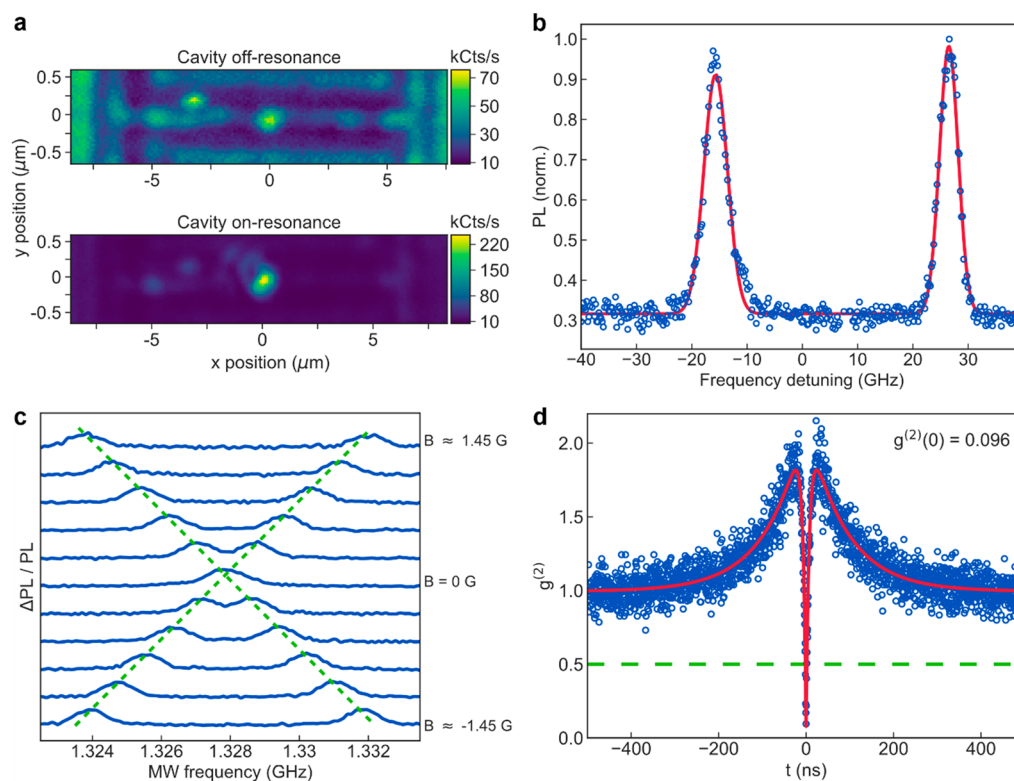 a
Cavity off-resonance
kCts/s
0.5
0
-0.5
-5
0
5
70
50
30
10
Cavity on-resonance
kCts/s
0.5
0
-0.5
-5
0
5
220
150
80
10
y position (μm)
x position (μm)
b
1.0
0.9
0.8
0.7
0.6
0.5
0.4
0.3
PL (norm.)
−40 −30 −20 −10 0 10 20 30
Frequency detuning (GHz)
c
B ≈ 1.45 G
B = 0 G
B ≈ -1.45 G
ΔPL / PL
1.324 1.326 1.328 1.33 1.332
MW frequency (GHz)
d
g(2)(0) = 0.096
2.0
1.5
1.0
0.5
0.0
g(2)
−400 −200 0 200 400
t (ns)